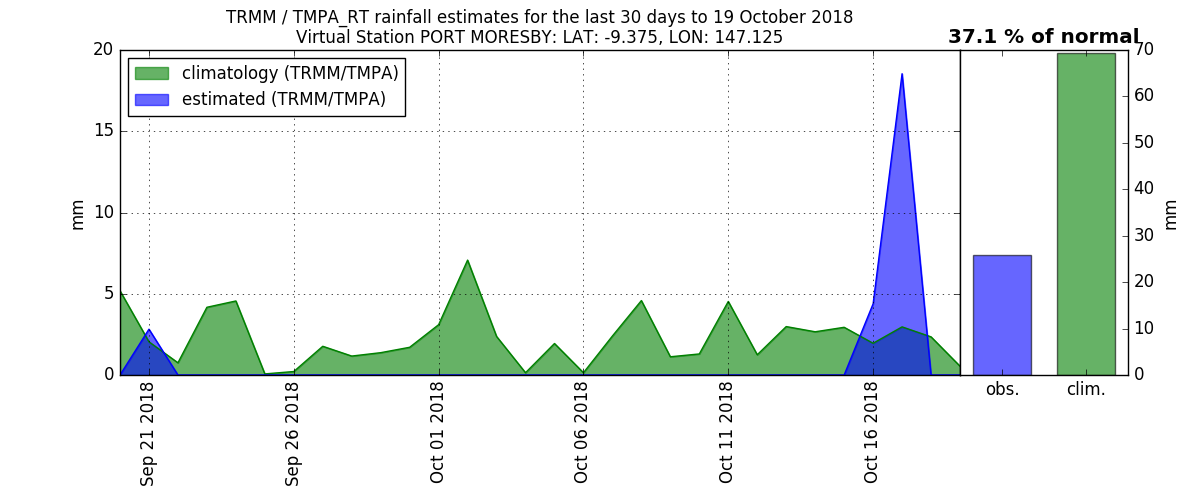 TRMM / TMPA_RT rainfall estimates for the last 30 days to 19 October 2018
Virtual Station PORT MORESBY: LAT: -9.375, LON: 147.125
37.1 % of normal
climatology (TRMM/TMPA)
estimated (TRMM/TMPA)
20
15
10
5
0
mm
Sep 21 2018
Sep 26 2018
Oct 01 2018
Oct 06 2018
Oct 11 2018
Oct 16 2018
obs.
clim.
70
60
50
40
30
20
10
0
mm